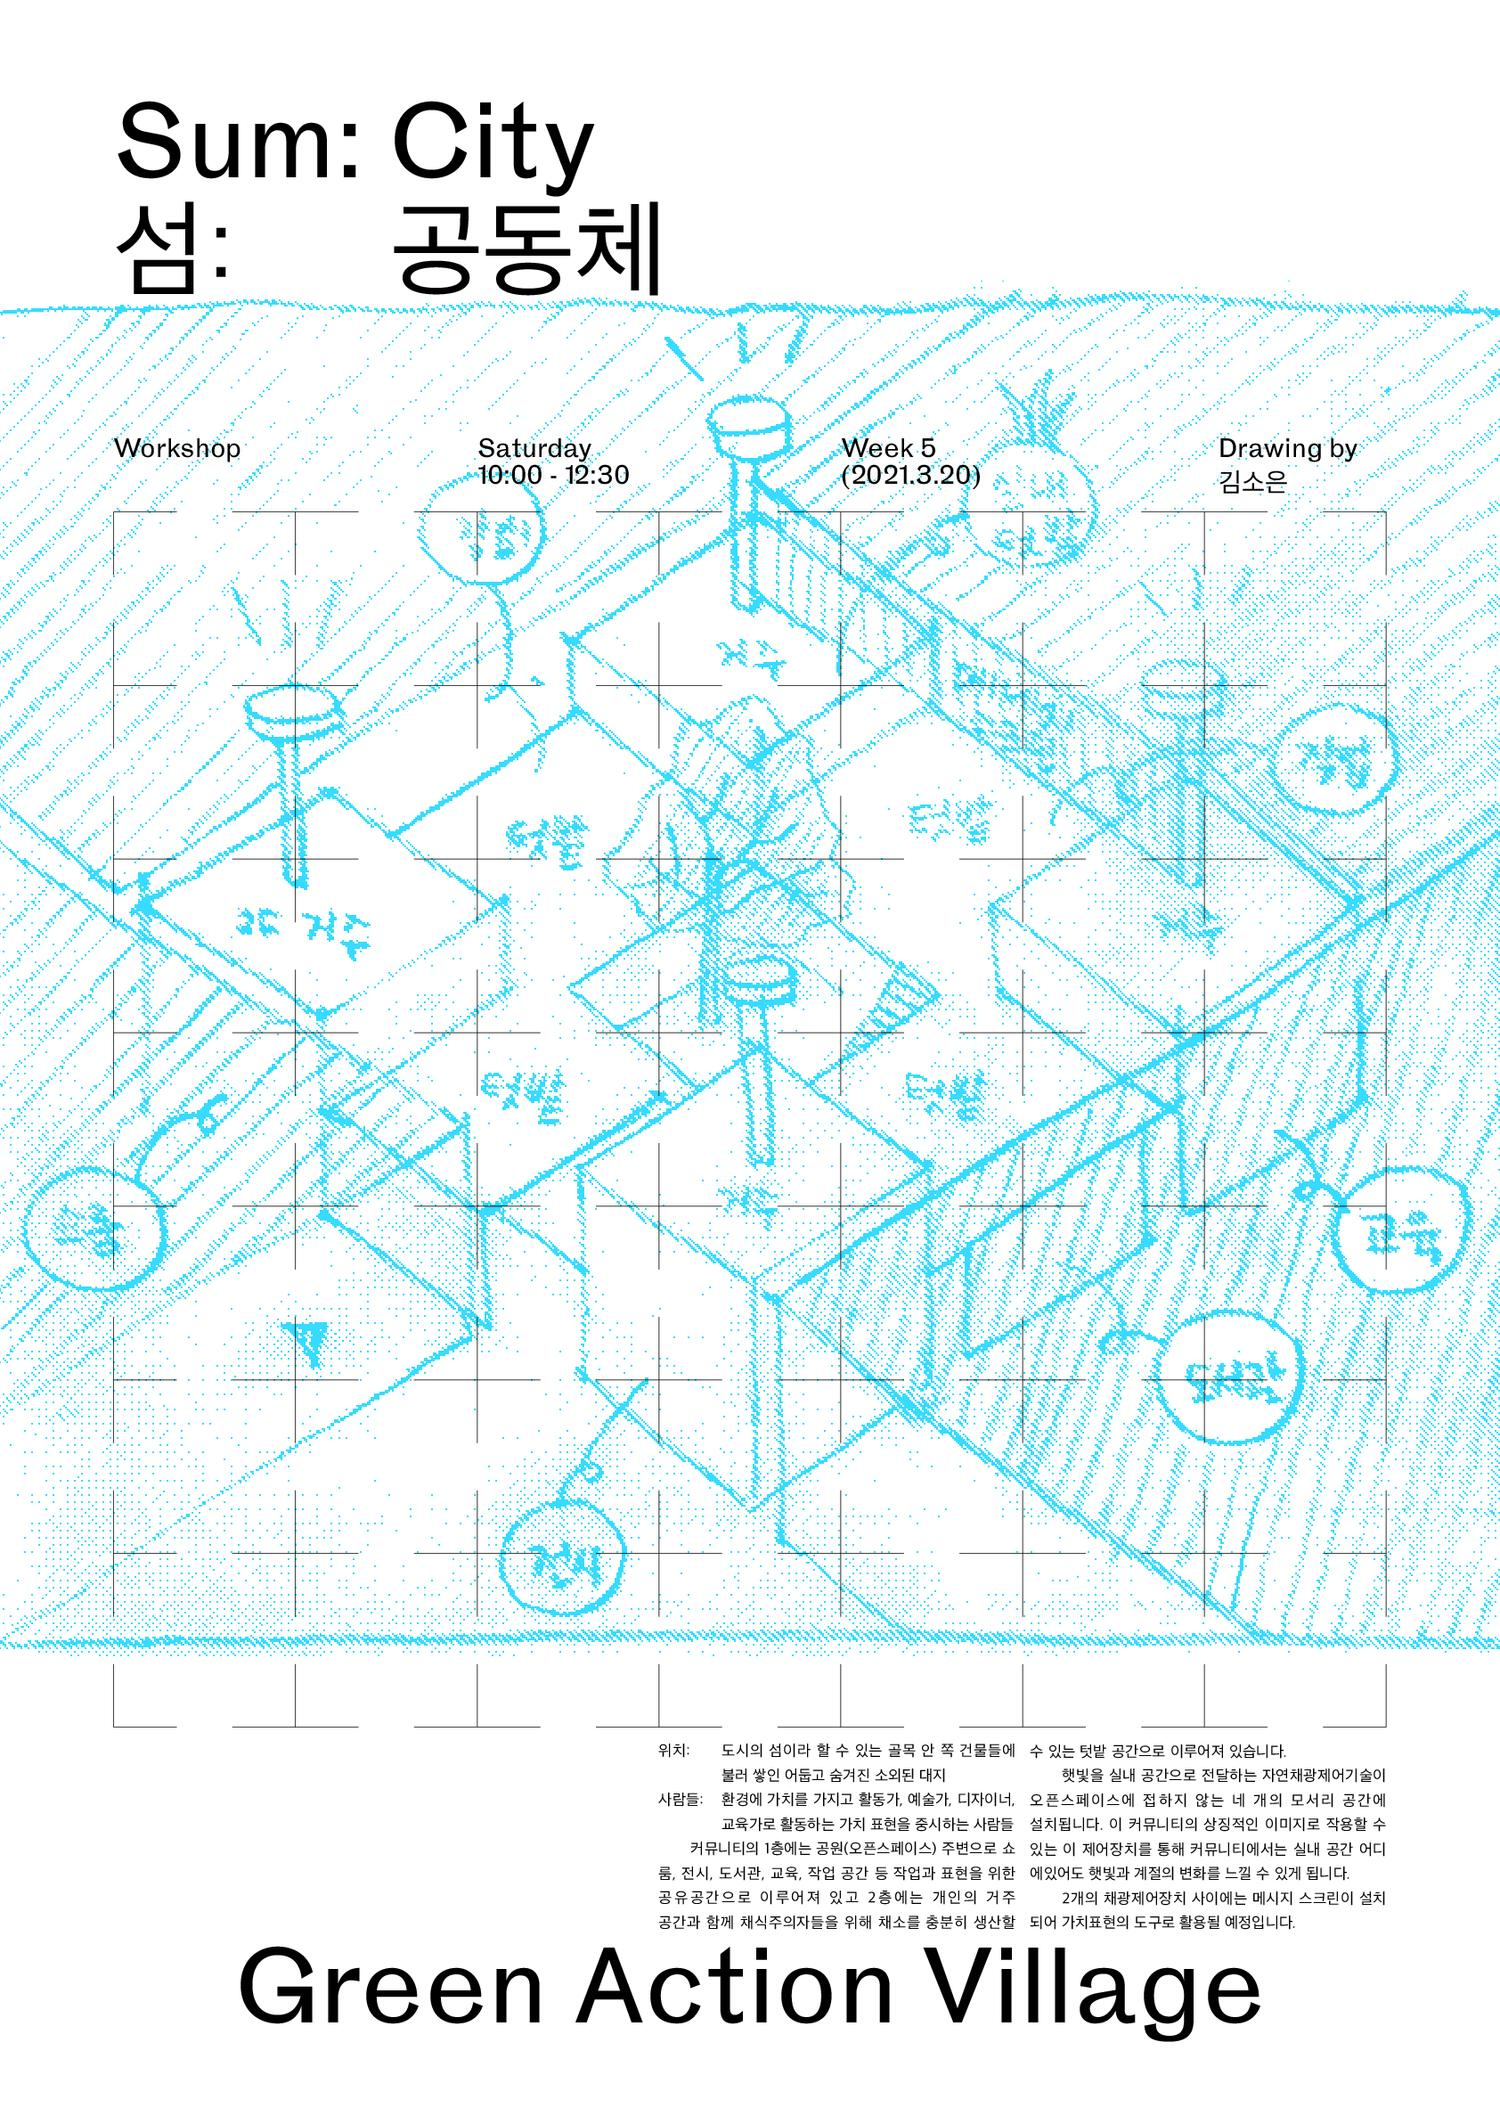 Sum: City
섬: 공동체
Workshop
Saturday
10:00 - 12:30
Week 5
(2021.3.20)
Drawing by
김소은
거주
텃밭
텃밭
2F 거주
텃밭
텃밭
거주
교육
도서관
전시
위치: 도시의 섬이라 할 수 있는 골목 안 쪽 건물들에
불러 쌓인 어둡고 숨겨진 소외된 대지
사람들: 환경에 가치를 가지고 활동가, 예술가, 디자이너,
교육가로 활동하는 가치 표현을 중시하는 사람들
커뮤니티의 1층에는 공원(오픈스페이스) 주변으로 쇼
룸, 전시, 도서관, 교육, 작업 공간 등 작업과 표현을 위한
공유공간으로 이루어져 있고 2층에는 개인의 거주
공간과 함께 채식주의자들을 위해 채소를 충분히 생산할
수 있는 텃밭 공간으로 이루어져 있습니다.
햇빛을 실내 공간으로 전달하는 자연채광제어기술이
오픈스페이스에 접하지 않는 네 개의 모서리 공간에
설치됩니다. 이 커뮤니티의 상징적인 이미지로 작용할 수
있는 이 제어장치를 통해 커뮤니티에서는 실내 공간 어디
에있어도 햇빛과 계절의 변화를 느낄 수 있게 됩니다.
2개의 채광제어장치 사이에는 메시지 스크린이 설치
되어 가치표현의 도구로 활용될 예정입니다.
Green Action Village